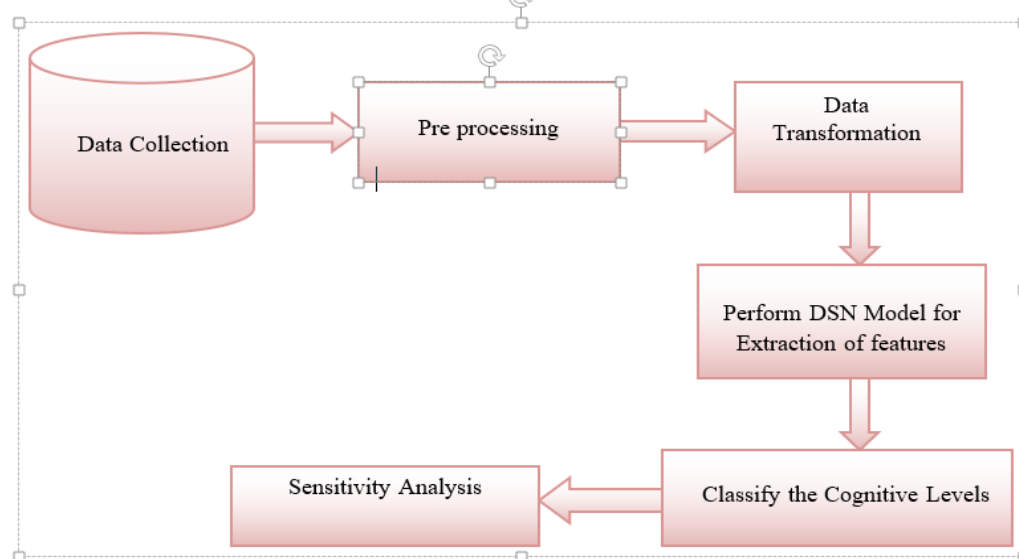 Data Collection
Pre processing
Data
Transformation
Perform DSN Model for
Extraction of features
Classify the Cognitive Levels
Sensitivity Analysis